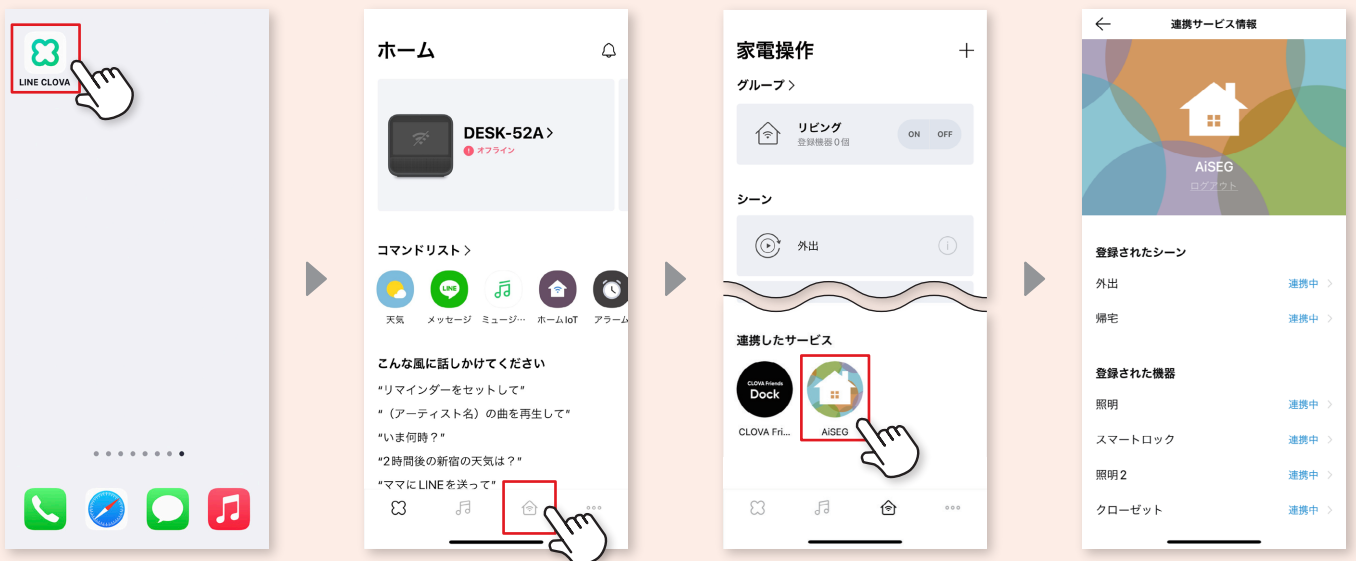 LINE CLOVA
ホーム
DESK-52A>
オフライン
コマンドリスト>
天気
LINE
メッセージ
ミュージ…
ホームIoT
アラーム
こんな風に話しかけてください
“リマインダーをセットして”
“（アーティスト名）の曲を再生して”
“いま何時？”
“2時間後の新宿の天気は？”
“ママにLINEを送って”
家電操作
グループ>
リビング
登録機器0個
ON OFF
シーン
外出
連携したサービス
CLOVA Friends
Dock
CLOVA Fri...
AiSEG
連携サービス情報
AiSEG
ログアウト
登録されたシーン
外出 連携中 >
帰宅 連携中 >
登録された機器
照明 連携中 >
スマートロック 連携中 >
照明2 連携中 >
クローゼット 連携中 >